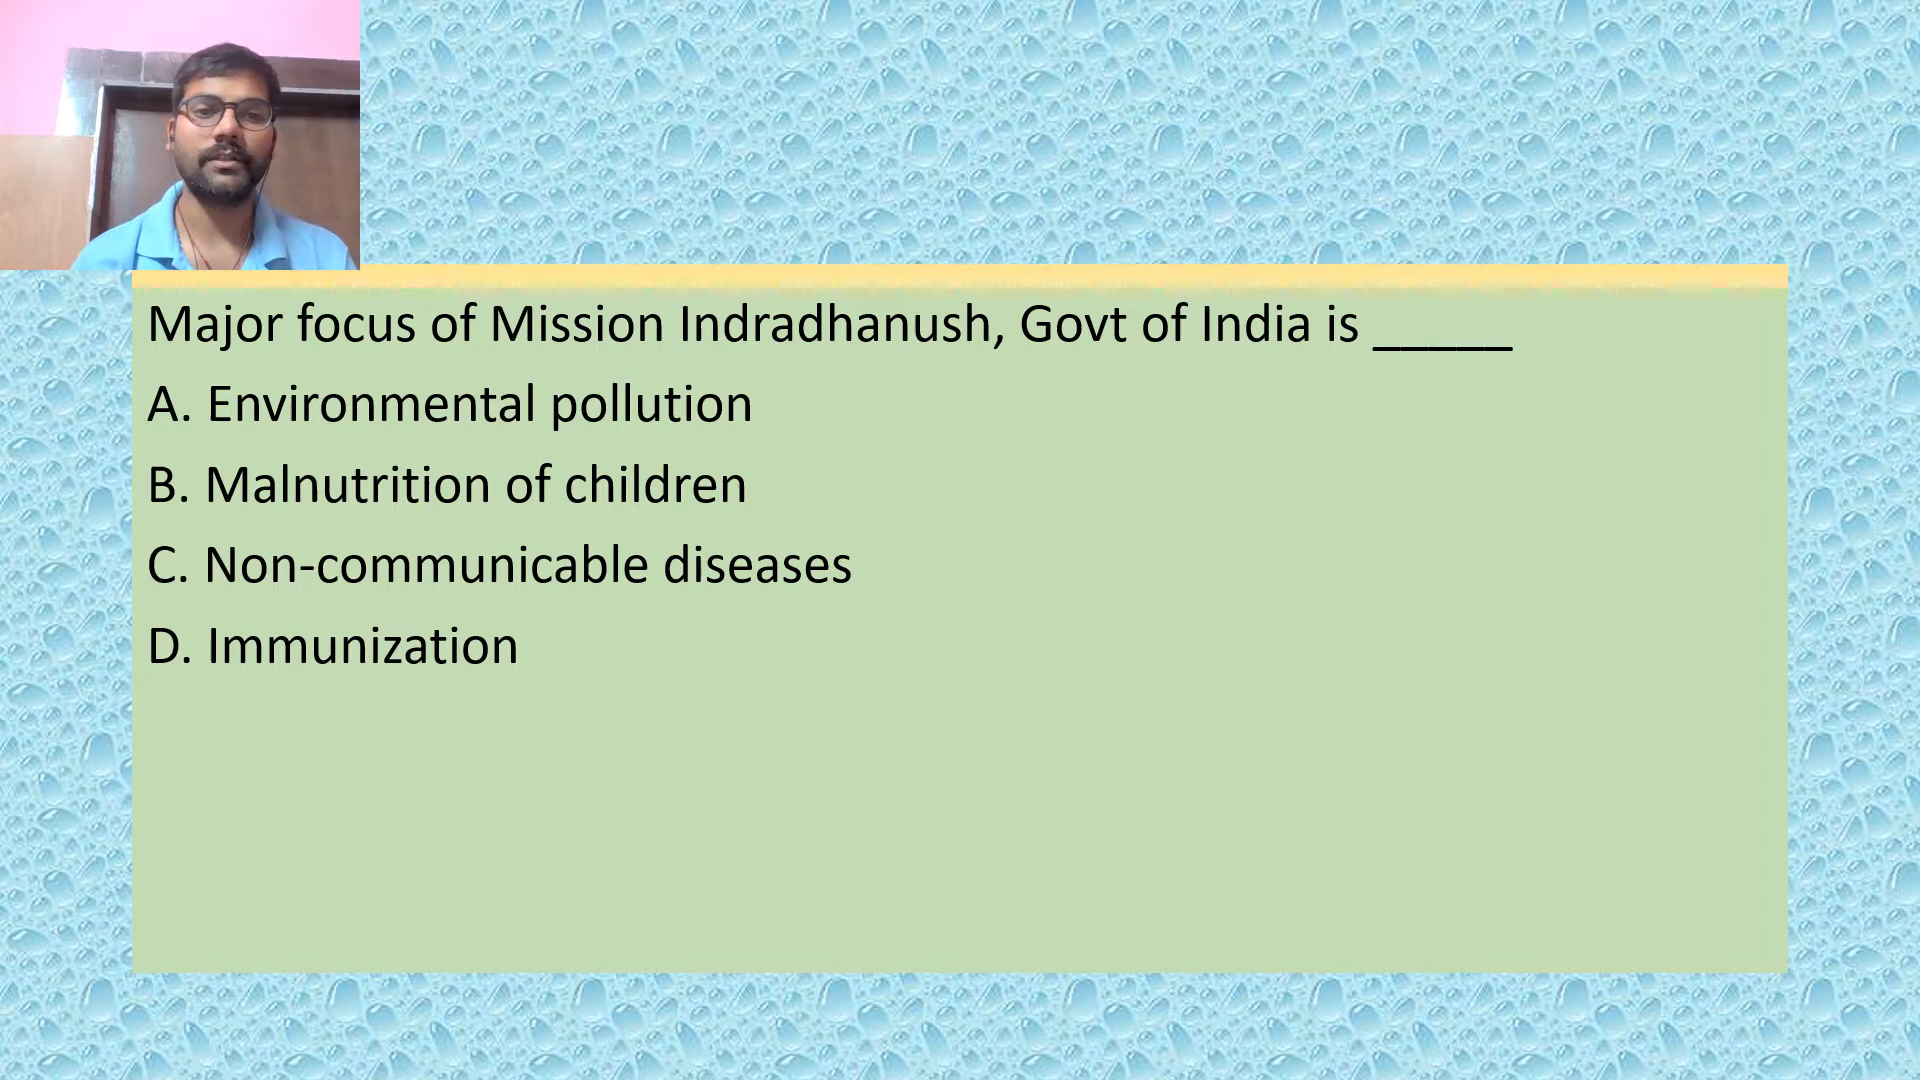 Major focus of Mission Indradhanush, Govt of India is _____
A. Environmental pollution
B. Malnutrition of children
C. Non-communicable diseases
D. Immunization